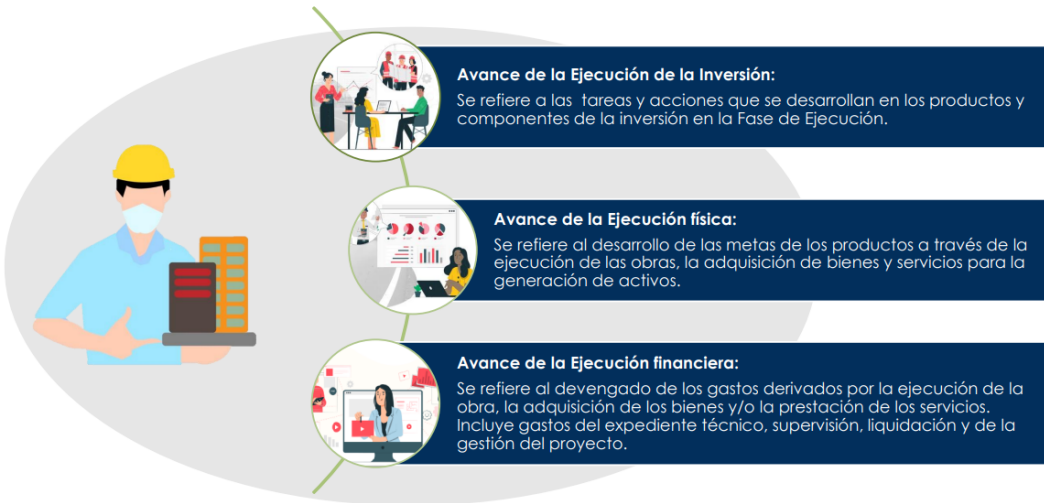 Avance de la Ejecución de la Inversión:
Se refiere a las tareas y acciones que se desarrollan en los productos y
componentes de la inversión en la Fase de Ejecución.
Avance de la Ejecución física:
Se refiere al desarrollo de las metas de los productos a través de la
ejecución de las obras, la adquisición de bienes y servicios para la
generación de activos.
Avance de la Ejecución financiera:
Se refiere al devengado de los gastos derivados por la ejecución de la
obra, la adquisición de los bienes y/o la prestación de los servicios.
Incluye gastos del expediente técnico, supervisión, liquidación y de la
gestión del proyecto.